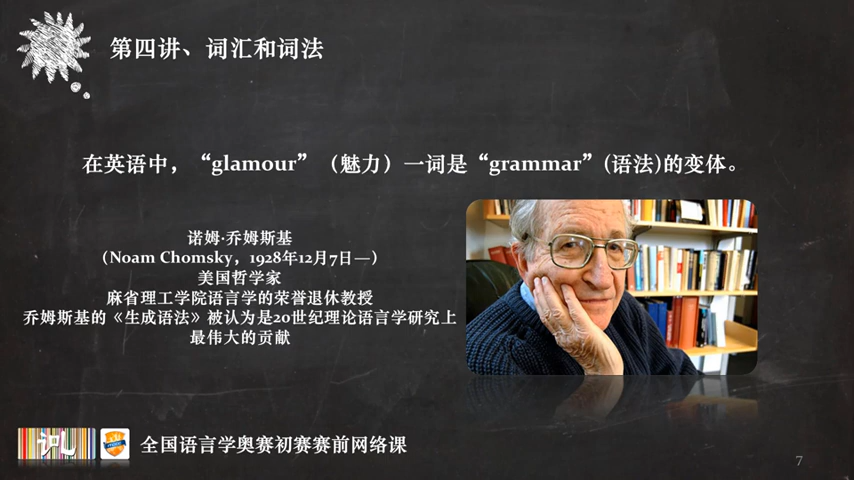 第四讲、词汇和词法
在英语中，“glamour”（魅力）一词是“grammar”(语法)的变体。
诺姆·乔姆斯基
（Noam Chomsky，1928年12月7日—）
美国哲学家
麻省理工学院语言学的荣誉退休教授
乔姆斯基的《生成语法》被认为是20世纪理论语言学研究上
最伟大的贡献
全国语言学奥赛初赛赛前网络课
7